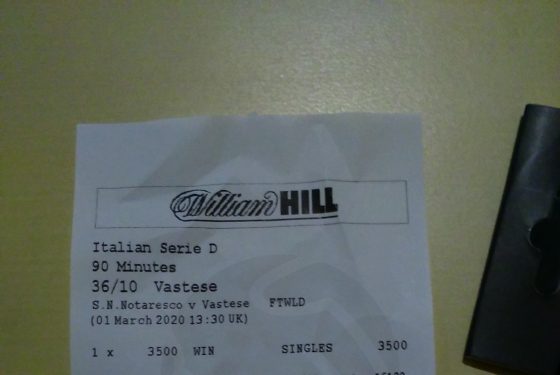 William HILL
Italian Serie D
90 Minutes
36/10 Vastese
S.N.Notaresco v Vastese FTWLD
(01 March 2020 13:30 UK)
1 x 3500 WIN SINGLES 3500